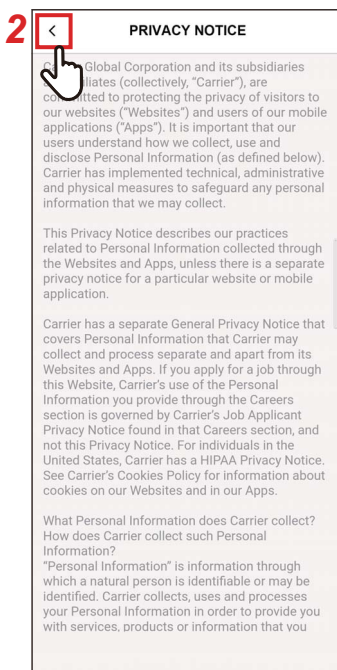 2
PRIVACY NOTICE
Global Corporation and its subsidiaries
(collectively, “Carrier”), are
to protecting the privacy of visitors to
our websites (“Websites”) and users of our mobile
applications (“Apps”). It is important that our
users understand how we collect, use and
disclose Personal Information (as defined below).
Carrier has implemented technical, administrative
and physical measures to safeguard any personal
information that we may collect.
This Privacy Notice describes our practices
related to Personal Information collected through
the Websites and Apps, unless there is a separate
privacy notice for a particular website or mobile
application.
Carrier has a separate General Privacy Notice that
covers Personal Information that Carrier may
collect and process separate and apart from its
Websites and Apps. If you apply for a job through
this Website, Carrier’s use of the Personal
Information you provide through the Careers
section is governed by Carrier’s Job Applicant
Privacy Notice found in that Careers section, and
not this Privacy Notice. For individuals in the
United States, Carrier has a HIPAA Privacy Notice.
See Carrier’s Cookies Policy for information about
cookies on our Websites and in our Apps.
What Personal Information does Carrier collect?
How does Carrier collect such Personal
Information?
“Personal Information” is information through
which a natural person is identifiable or may be
identified. Carrier collects, uses and processes
your Personal Information in order to provide you
with services, products or information that you